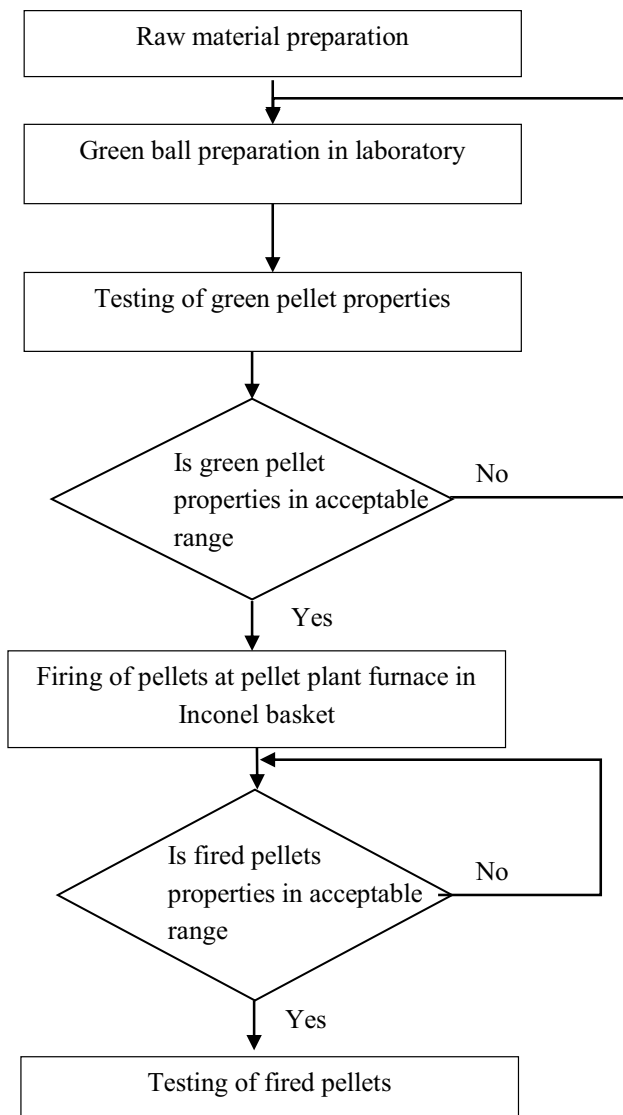 Raw material preparation
Green ball preparation in laboratory
Testing of green pellet properties
Is green pellet
properties in acceptable
range
No
Yes
Firing of pellets at pellet plant furnace in
Inconel basket
Is fired pellets
properties in acceptable
range
No
Yes
Testing of fired pellets